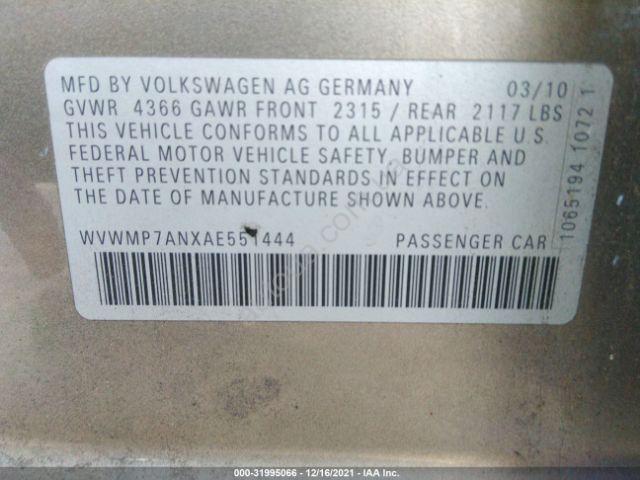 MFD BY VOLKSWAGEN AG GERMANY 03/10
GVWR 4366 GAWR FRONT 2315 / REAR 2117 LBS
THIS VEHICLE CONFORMS TO ALL APPLICABLE U.S.
FEDERAL MOTOR VEHICLE SAFETY, BUMPER AND
THEFT PREVENTION STANDARDS IN EFFECT ON
THE DATE OF MANUFACTURE SHOWN ABOVE.
WVWMP7ANXAE551444 PASSENGER CAR
1065194 1072 1
000-31995066 - 12/16/2021 - IAA Inc.